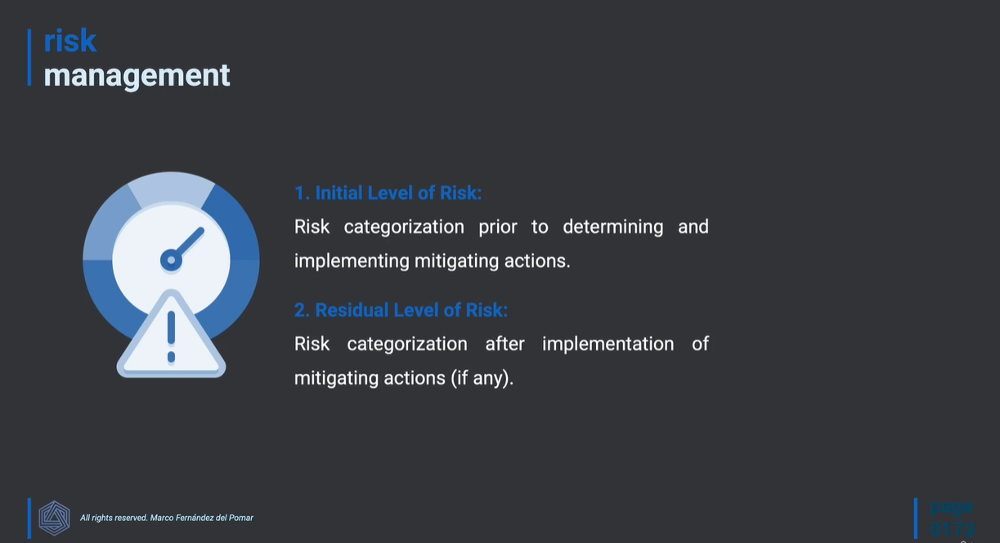 risk
management
1. Initial Level of Risk:
Risk categorization prior to determining and
implementing mitigating actions.
2. Residual Level of Risk:
Risk categorization after implementation of
mitigating actions (if any).
All rights reserved. Marco Fernández del Pomar
page
0173